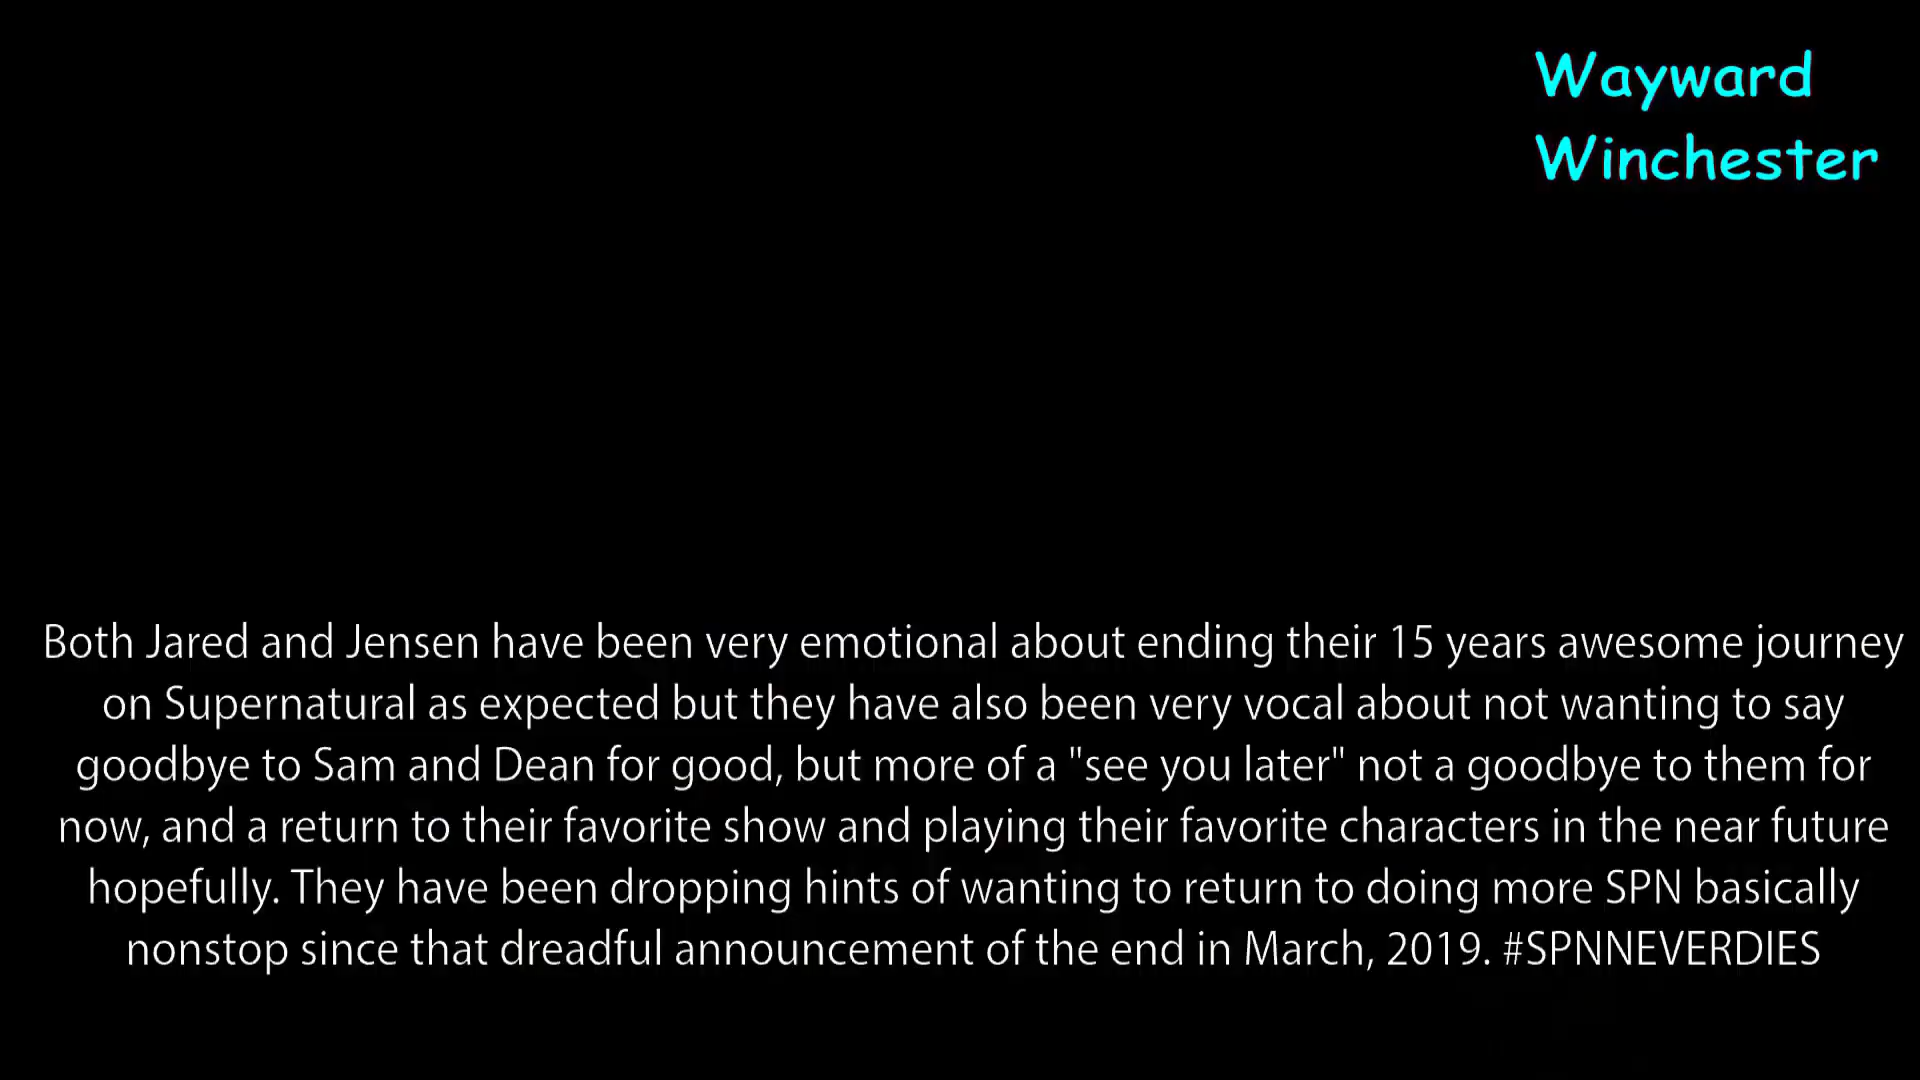 Wayward
Winchester
Both Jared and Jensen have been very emotional about ending their 15 years awesome journey
on Supernatural as expected but they have also been very vocal about not wanting to say
goodbye to Sam and Dean for good, but more of a "see you later" not a goodbye to them for
now, and a return to their favorite show and playing their favorite characters in the near future
hopefully. They have been dropping hints of wanting to return to doing more SPN basically
nonstop since that dreadful announcement of the end in March, 2019. #SPNNEVERDIES